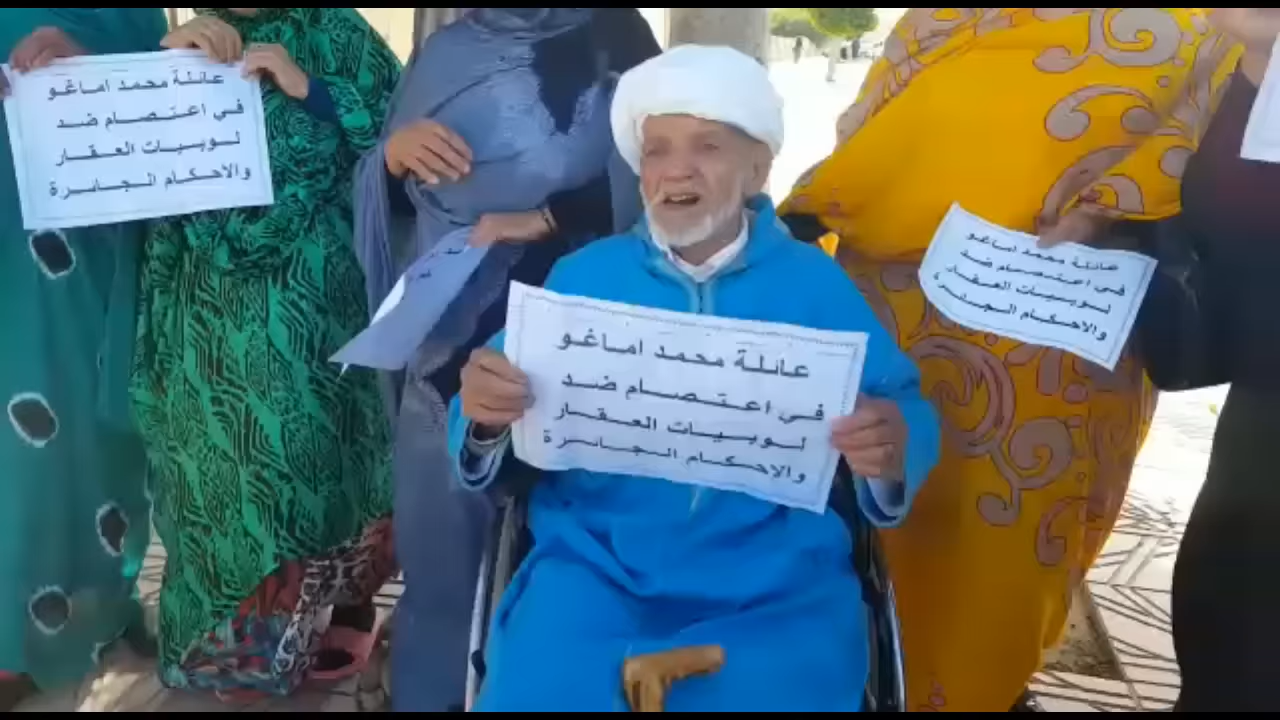 عائلة محمد اماغو
في اعتصام ضد
لوبيات العقار
والاحكام الجائرة
عائلة محمد اماغو
في اعتصام ضد
لوبيات العقار
والاحكام الجائرة
عائلة محمد اماغو
في اعتصام ضد
لوبيات العقار
والاحكام الجائرة